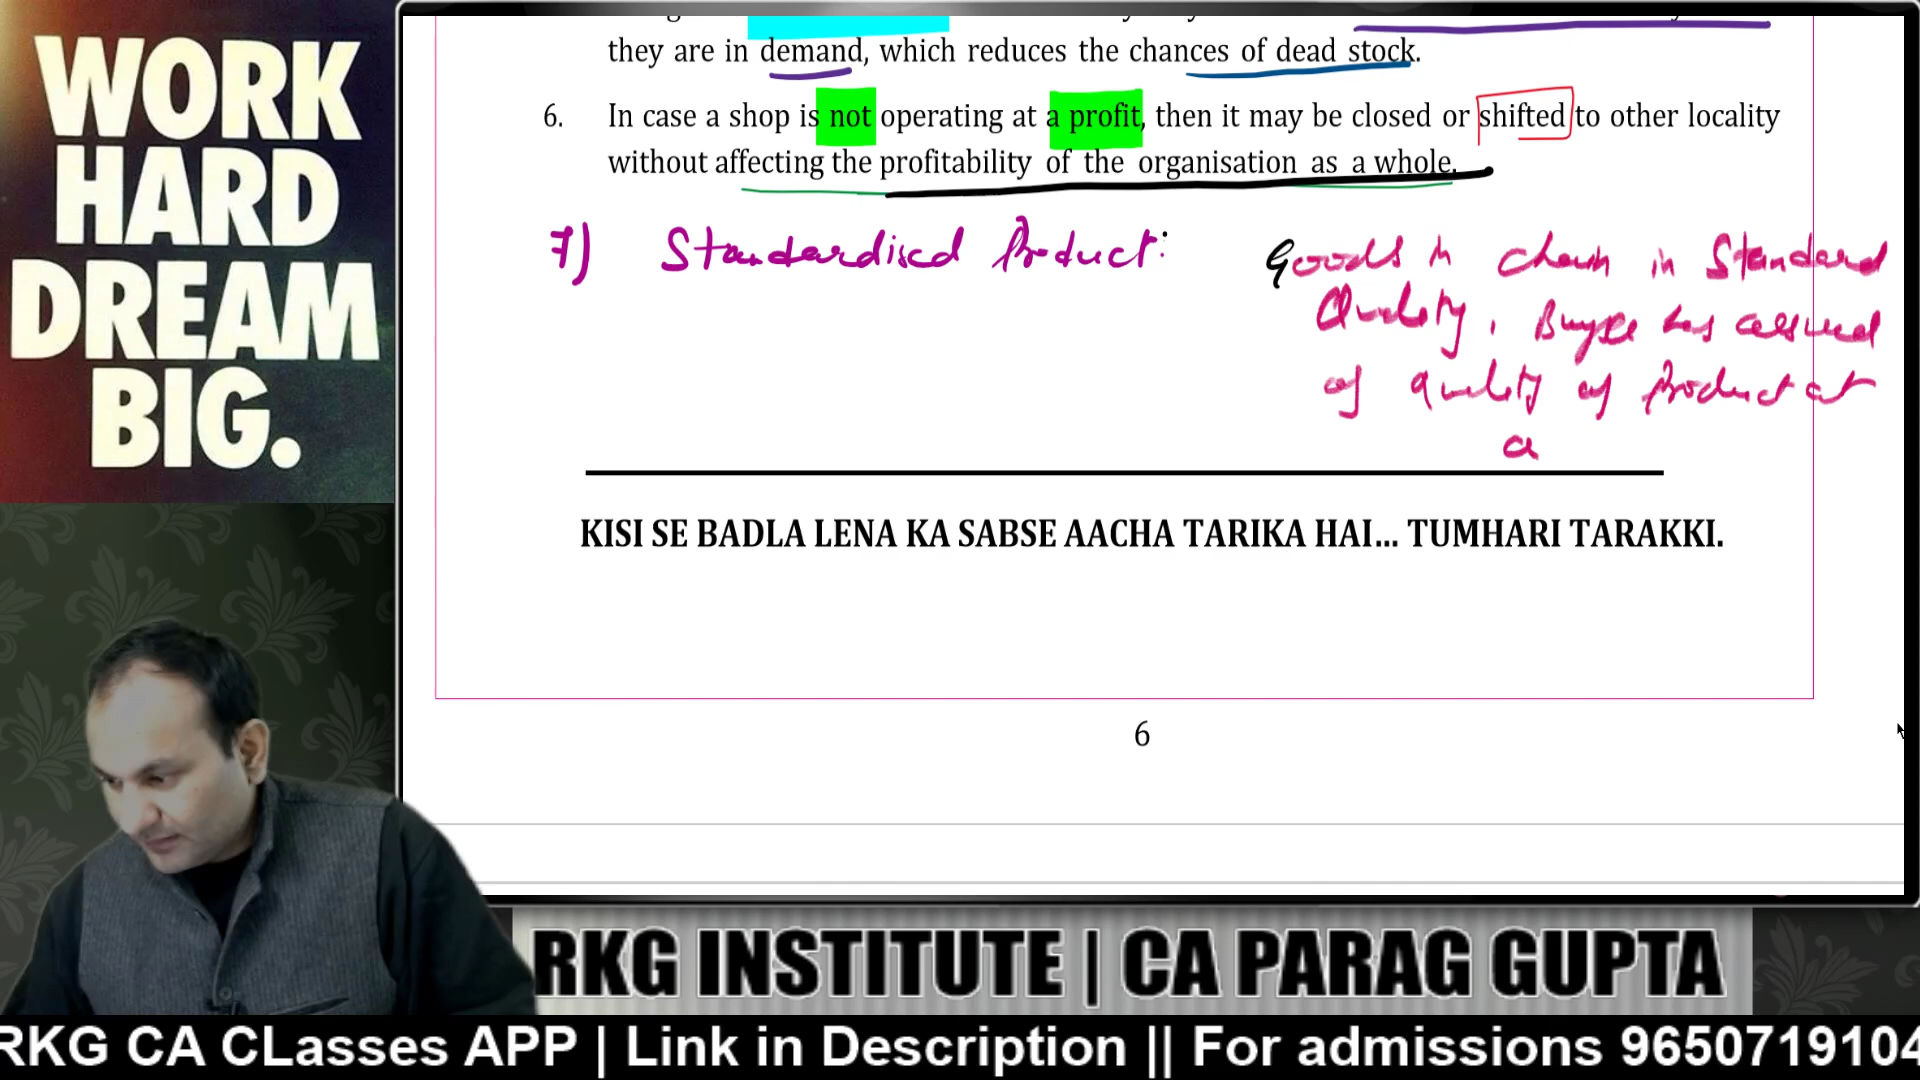 WORK
HARD
DREAM
BIG.
they are in demand, which reduces the chances of dead stock.
6. In case a shop is not operating at a profit, then it may be closed or shifted to other locality
without affecting the profitability of the organisation as a whole.
7) Standardised Product: Goods in chain in Standard
Quality, Buyer has assured
of quality of Product at
a
KISI SE BADLA LENA KA SABSE AACHA TARIKA HAI... TUMHARI TARAKKI.
6
RKG INSTITUTE | CA PARAG GUPTA
RKG CA CLasses APP | Link in Description || For admissions 9650719104